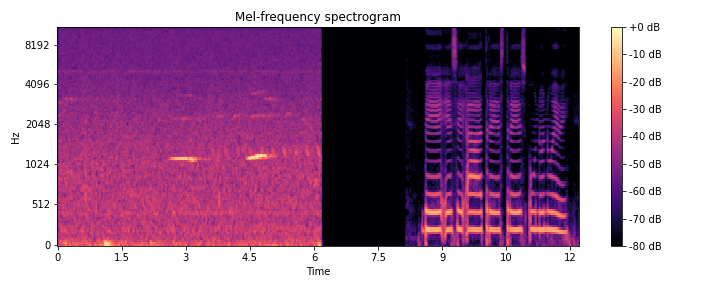 Mel-frequency spectrogram
8192
4096
2048
1024
512
0
Hz
0 1.5 3 4.5 6 7.5 9 10 12
Time
+0 dB
-10 dB
-20 dB
-30 dB
-40 dB
-50 dB
-60 dB
-70 dB
-80 dB